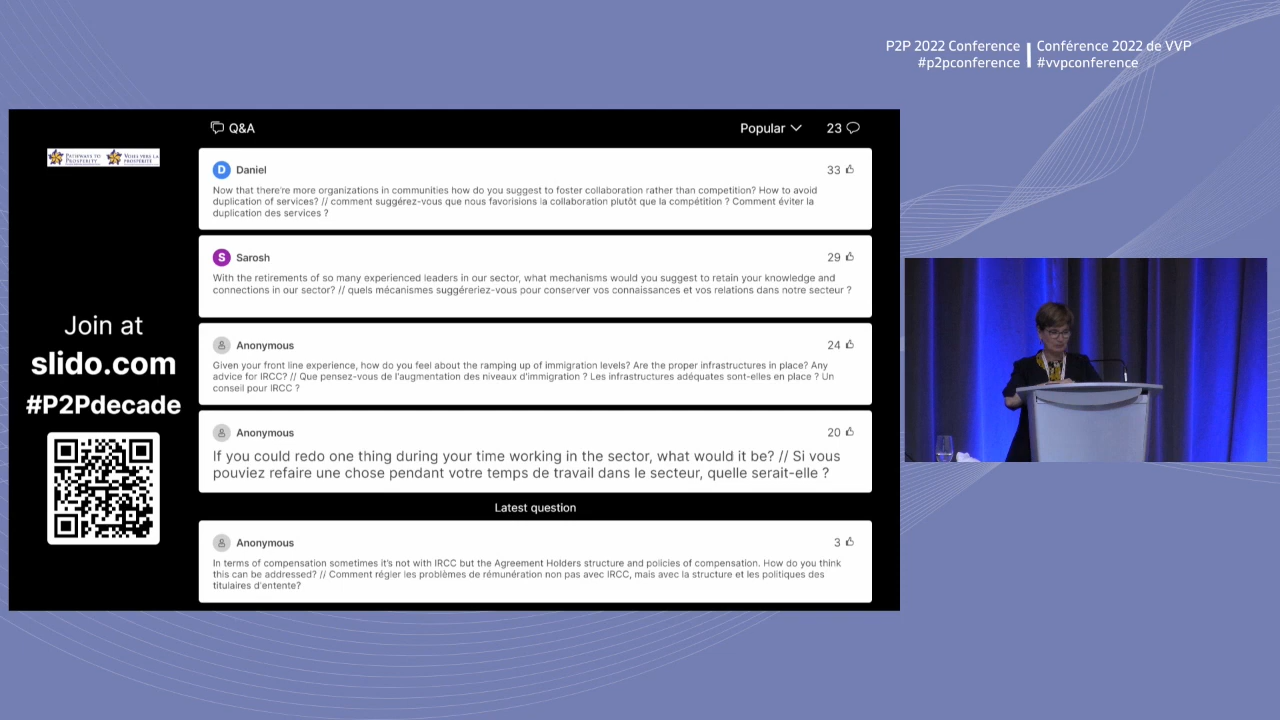 P2P 2022 Conference
#p2pconference
Conférence 2022 de VVP
#vvpconference
Q&A
Popular
23
PATHWAYS TO
PROSPERITY
VOIES VERS LA
PROSPÉRITÉ
Join at
slido.com
#P2Pdecade
D Daniel
33
Now that there're more organizations in communities how do you suggest to foster collaboration rather than competition? How to avoid
duplication of services? // comment suggérez-vous que nous favorisions la collaboration plutôt que la compétition ? Comment éviter la
duplication des services ?
S Sarosh
29
With the retirements of so many experienced leaders in our sector, what mechanisms would you suggest to retain your knowledge and
connections in our sector? // quels mécanismes suggéreriez-vous pour conserver vos connaissances et vos relations dans notre secteur ?
Anonymous
24
Given your front line experience, how do you feel about the ramping up of immigration levels? Are the proper infrastructures in place? Any
advice for IRCC? // Que pensez-vous de l'augmentation des niveaux d'immigration ? Les infrastructures adéquates sont-elles en place ? Un
conseil pour IRCC ?
Anonymous
20
If you could redo one thing during your time working in the sector, what would it be? // Si vous
pouviez refaire une chose pendant votre temps de travail dans le secteur, quelle serait-elle ?
Latest question
Anonymous
3
In terms of compensation sometimes it's not with IRCC but the Agreement Holders structure and policies of compensation. How do you think
this can be addressed? // Comment régler les problèmes de rémunération non pas avec IRCC, mais avec la structure et les politiques des
titulaires d'entente?